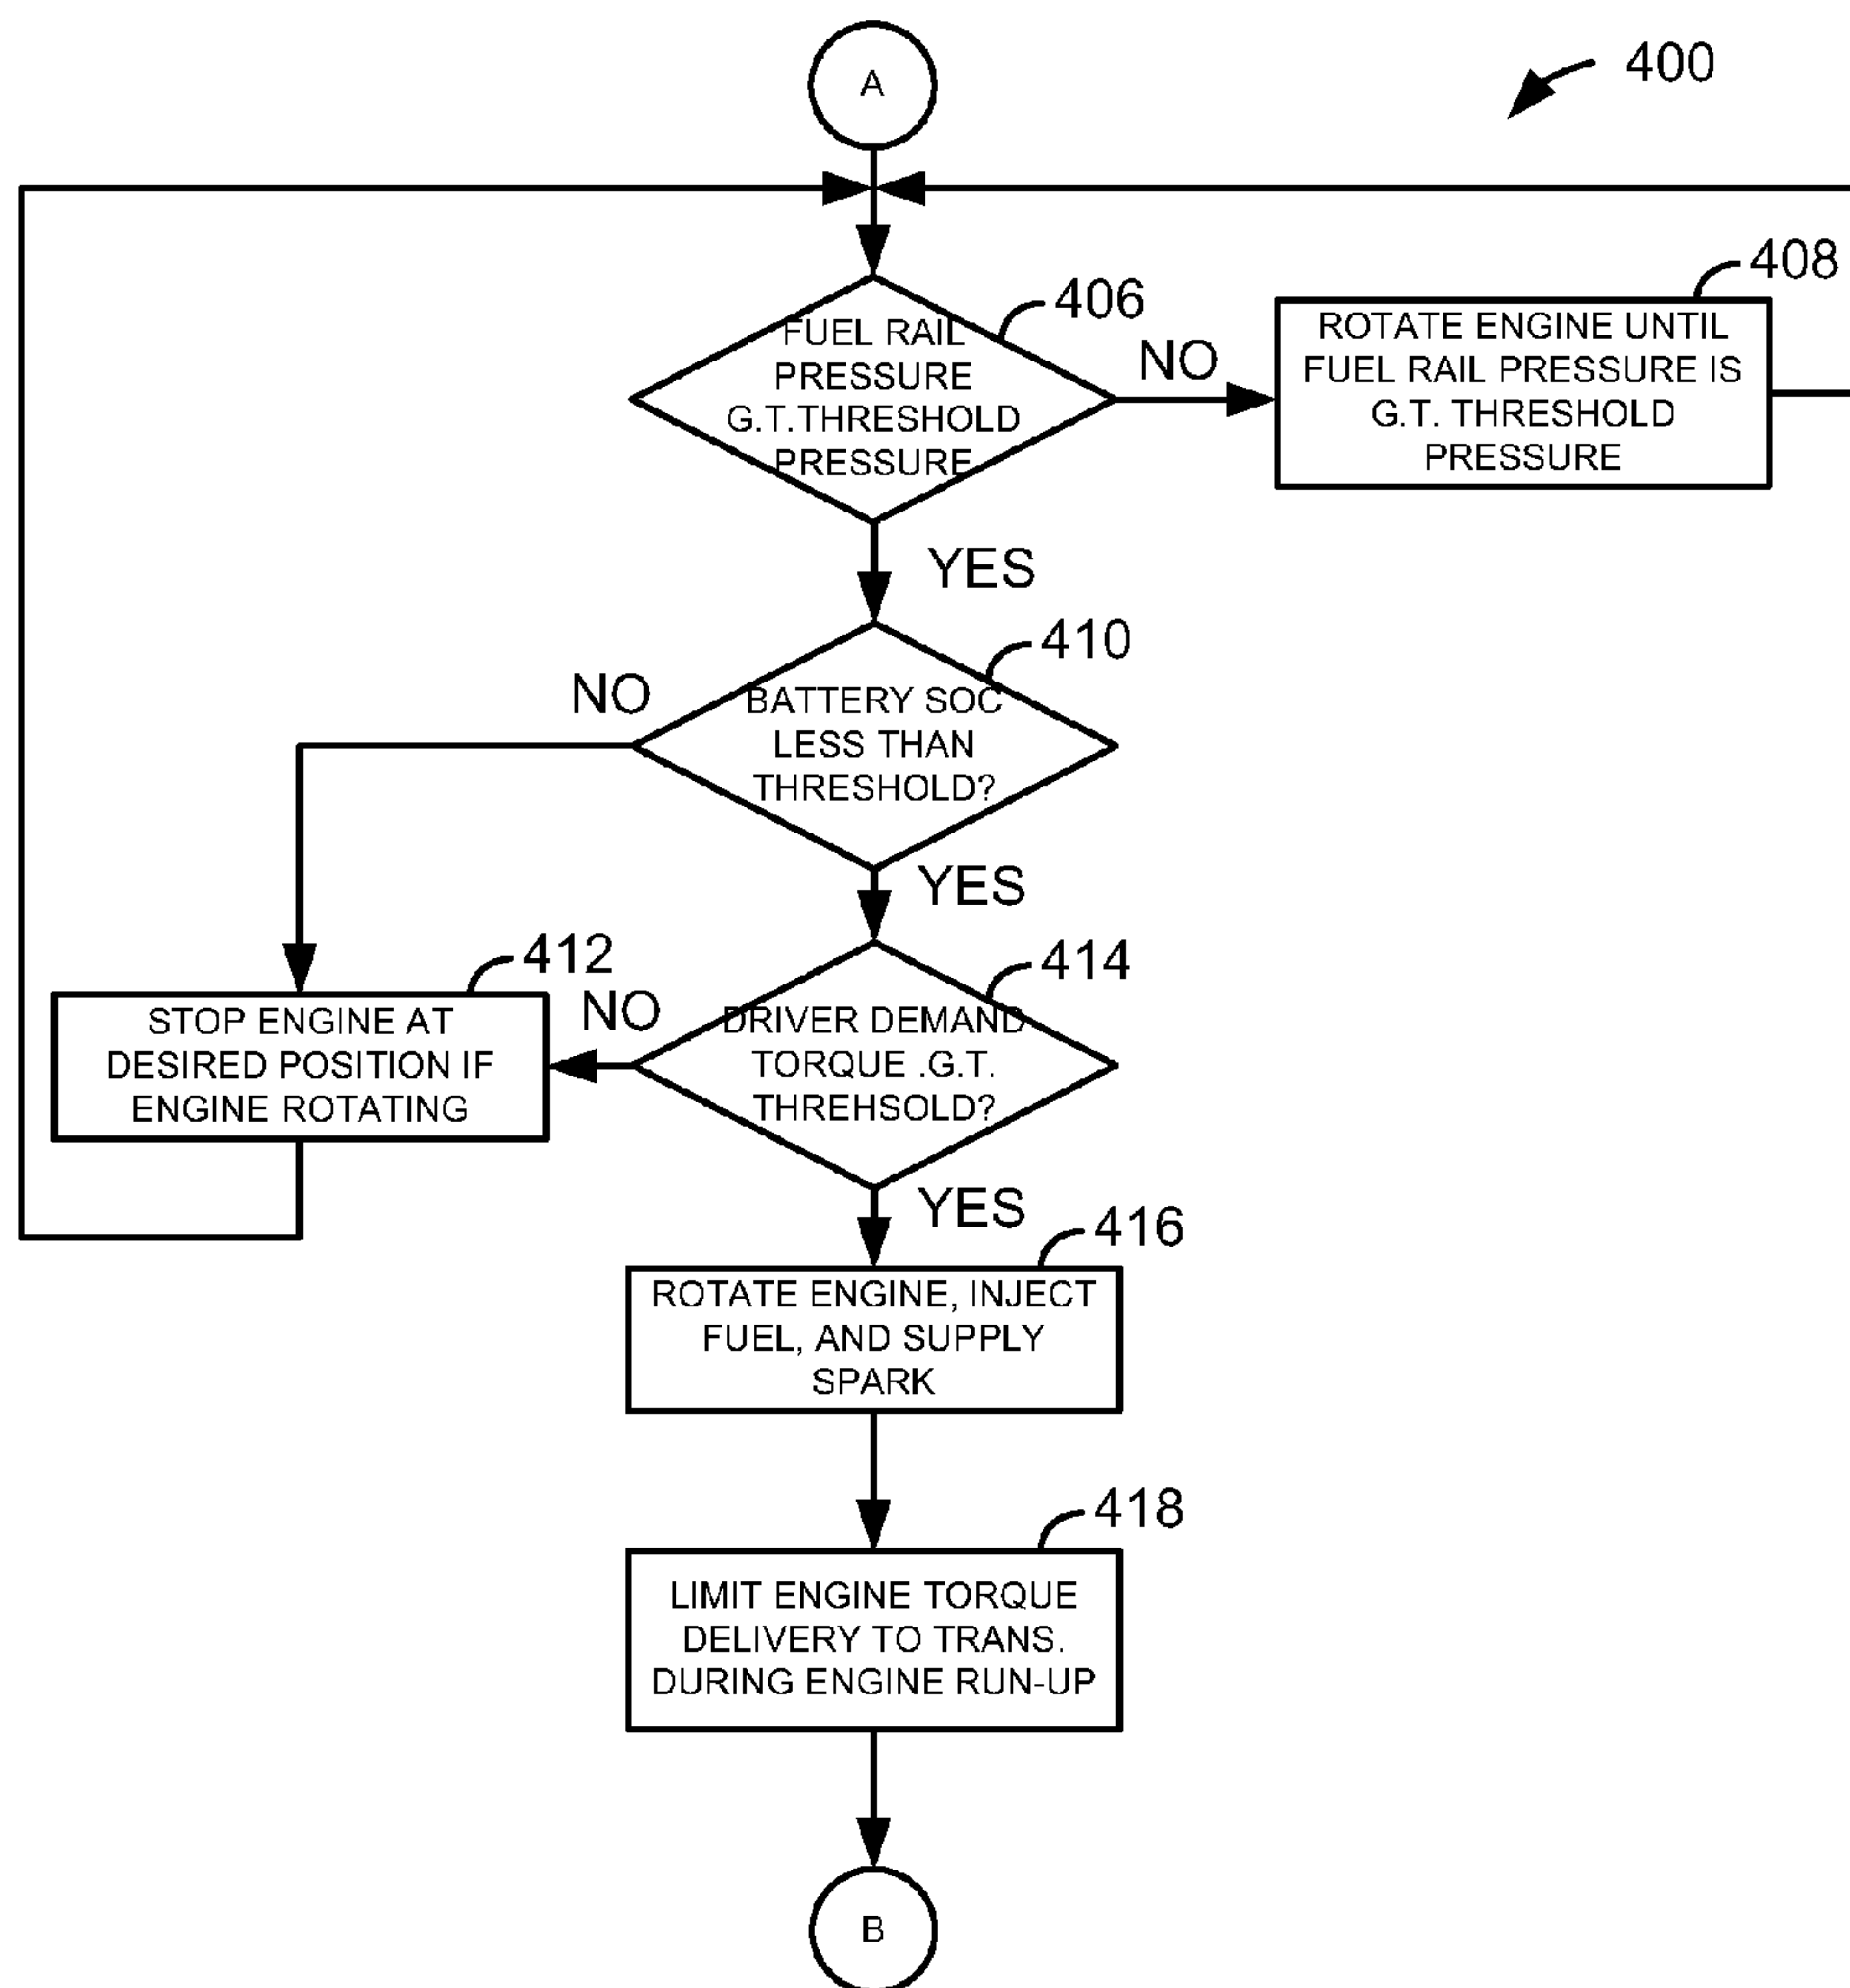 A
400
406
FUEL RAIL
PRESSURE
G.T.THRESHOLD
PRESSURE
NO
408
ROTATE ENGINE UNTIL
FUEL RAIL PRESSURE IS
G.T. THRESHOLD
PRESSURE
YES
410
NO
BATTERY SOC
LESS THAN
THRESHOLD?
YES
412
STOP ENGINE AT
DESIRED POSITION IF
ENGINE ROTATING
NO
414
DRIVER DEMAND
TORQUE .G.T.
THREHSOLD?
YES
416
ROTATE ENGINE, INJECT
FUEL, AND SUPPLY
SPARK
418
LIMIT ENGINE TORQUE
DELIVERY TO TRANS.
DURING ENGINE RUN-UP
B